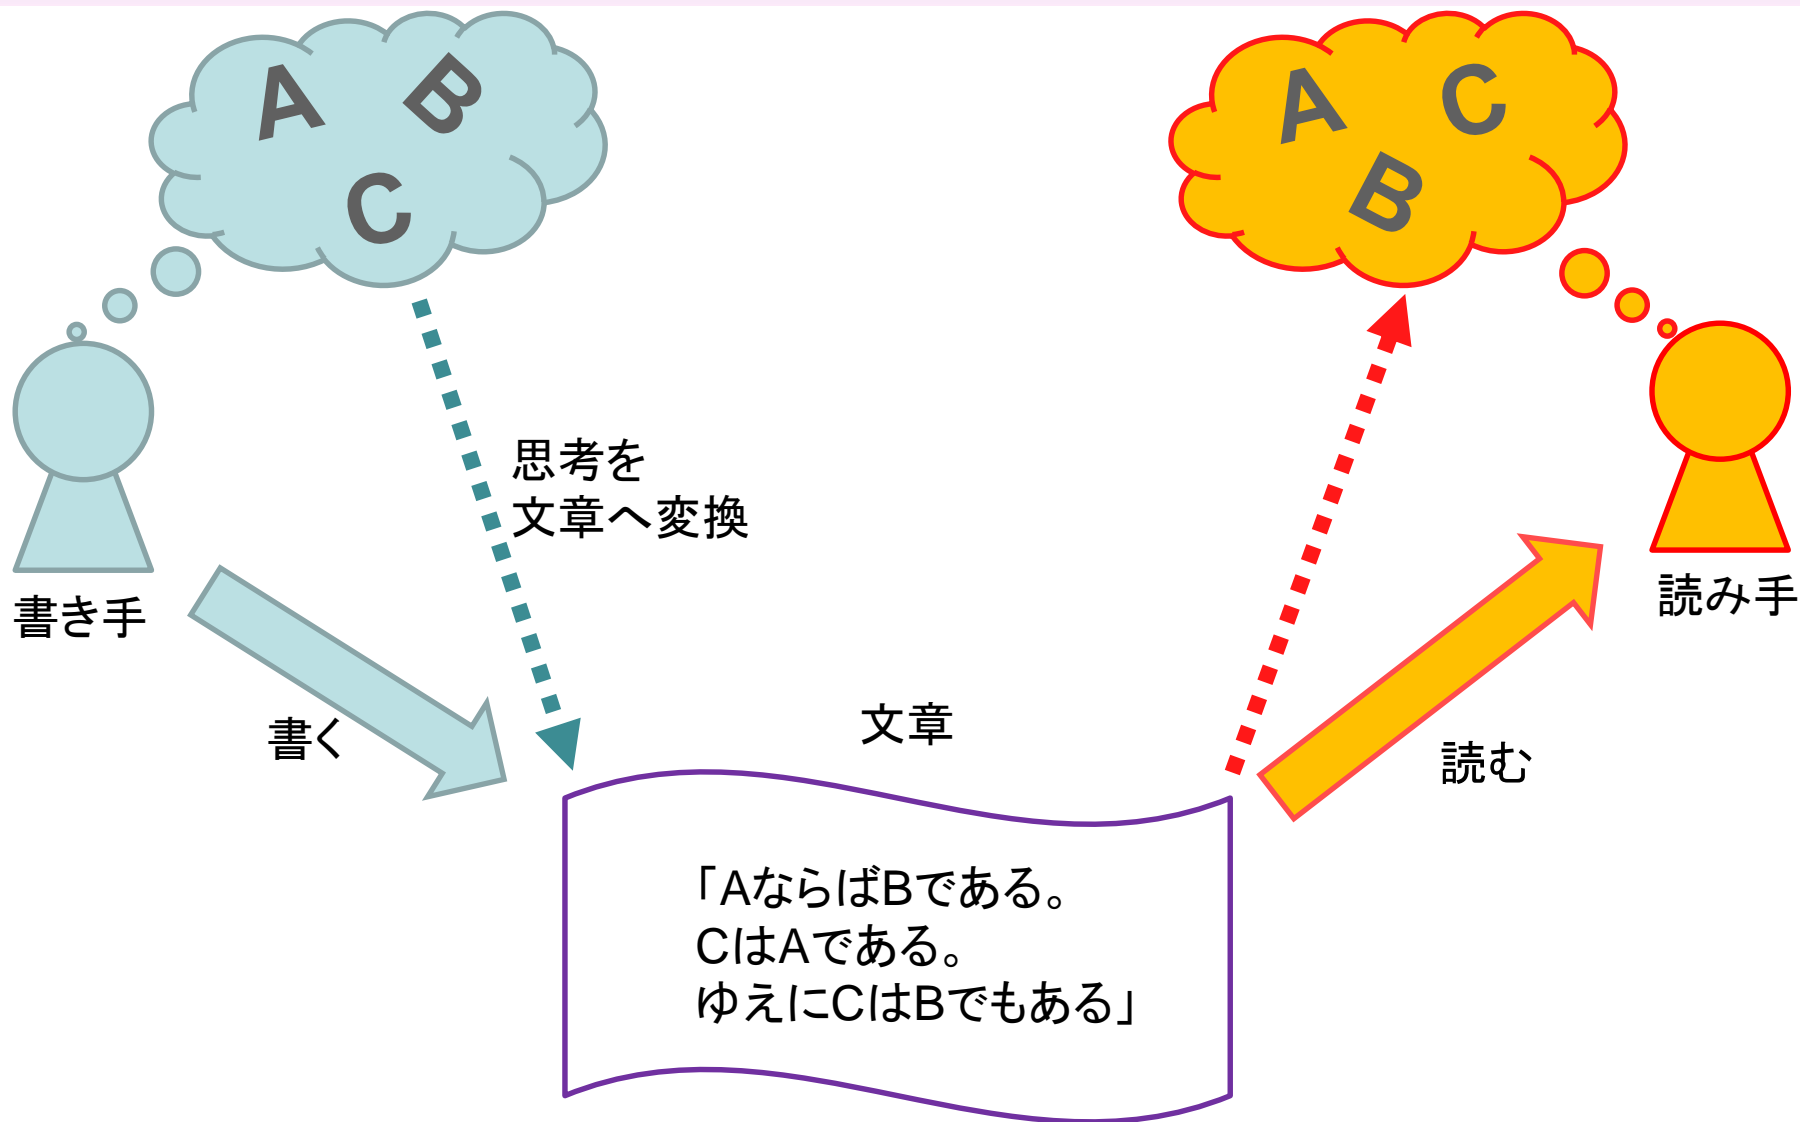 A
B
C
A
C
B
思考を
文章へ変換
書き手
読み手
書く
文章
読む
「AならばBである。
CはAである。
ゆえにCはBでもある」